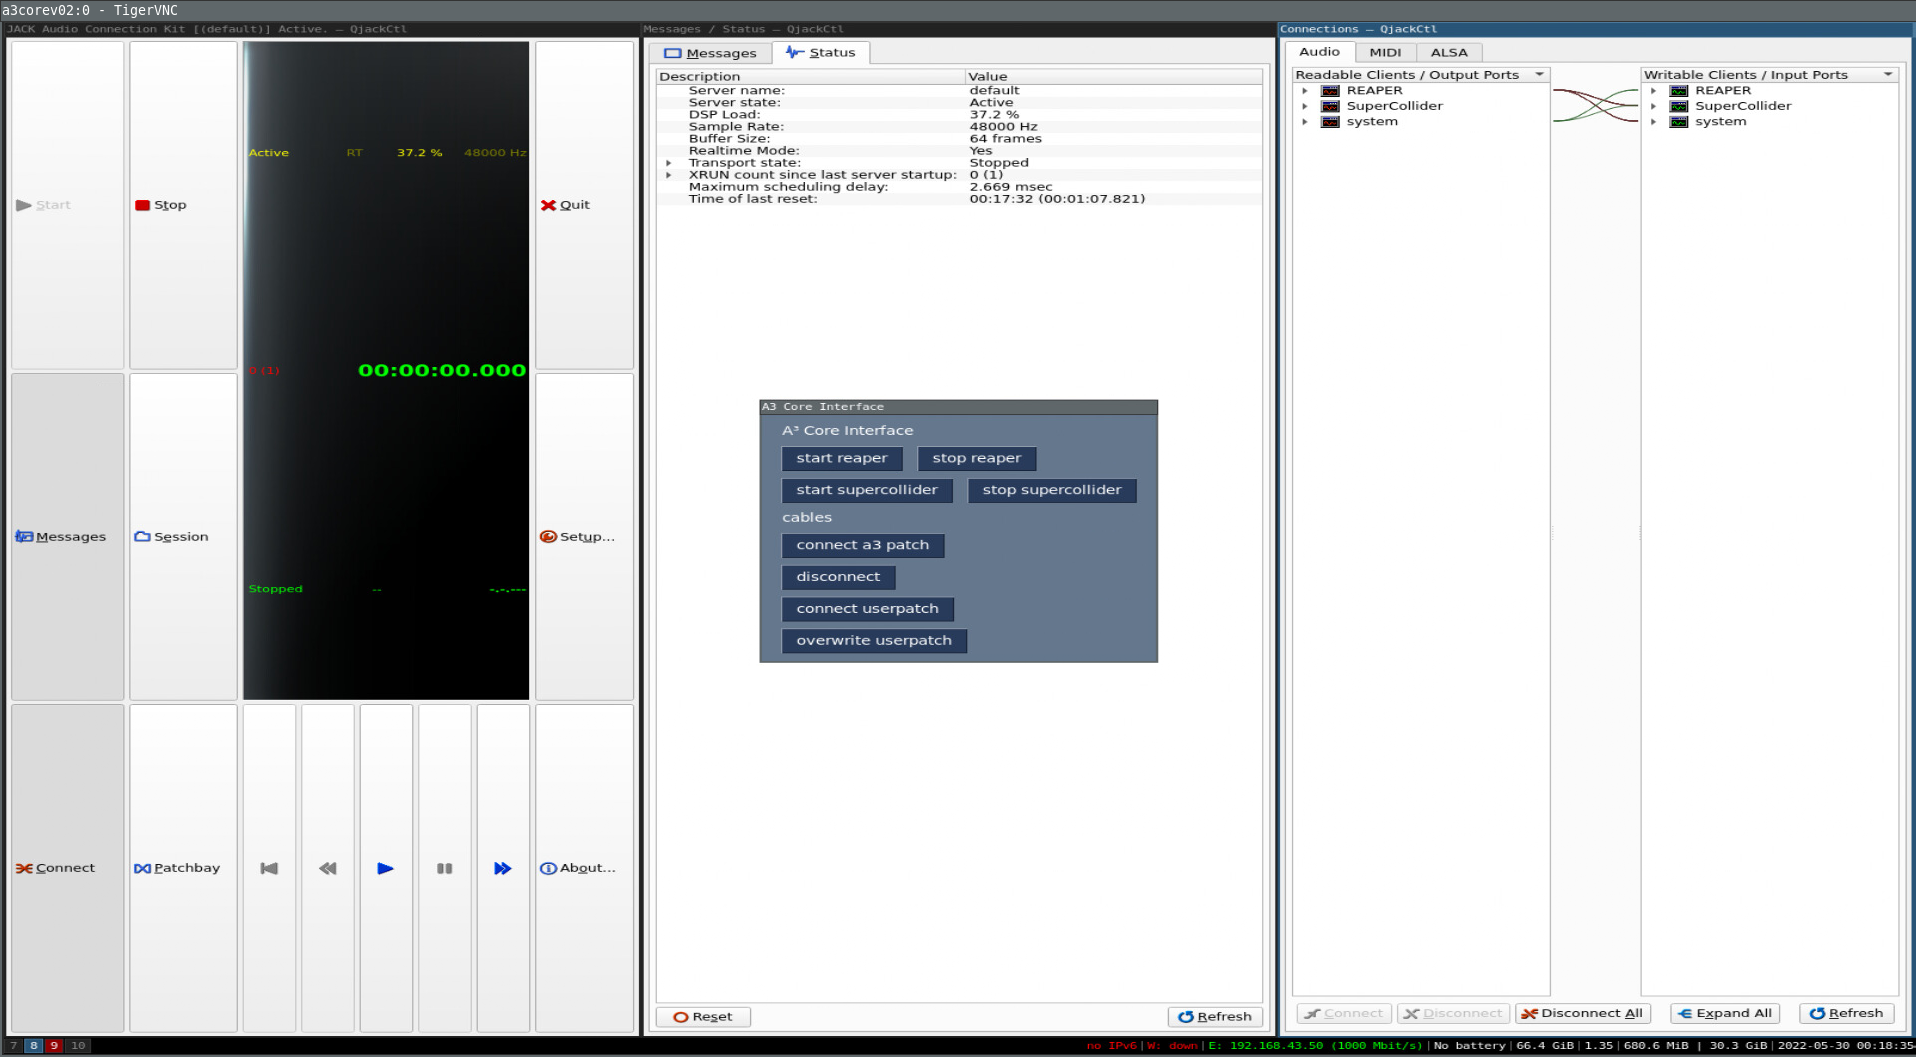 a3corev02:0 - TigerVNC
JACK Audio Connection Kit [(default)] Active. — QjackCtl
Start
Stop
Active RT 37.2 % 48000 Hz
0 (1) 00:00:00.000
Stopped -- -.-.---
Quit
Messages
Session
Setup...
Connect
Patchbay
About...
Messages / Status — QjackCtl
Messages
Status
Description Value
Server name: default
Server state: Active
DSP Load: 37.2 %
Sample Rate: 48000 Hz
Buffer Size: 64 frames
Realtime Mode: Yes
Transport state: Stopped
XRUN count since last server startup: 0 (1)
Maximum scheduling delay: 2.669 msec
Time of last reset: 00:17:32 (00:01:07.821)
A3 Core Interface
A³ Core Interface
start reaper
stop reaper
start supercollider
stop supercollider
cables
connect a3 patch
disconnect
connect userpatch
overwrite userpatch
Reset
Refresh
Connections — QjackCtl
Audio
MIDI
ALSA
Readable Clients / Output Ports
REAPER
SuperCollider
system
Writable Clients / Input Ports
REAPER
SuperCollider
system
Connect
Disconnect
Disconnect All
Expand All
Refresh
7 8 9 10
no IPv6|W: down|E: 192.168.43.50 (1000 Mbit/s)|No battery|66.4 GiB|1.35|680.6 MiB | 30.3 GiB|2022-05-30 00:18:35